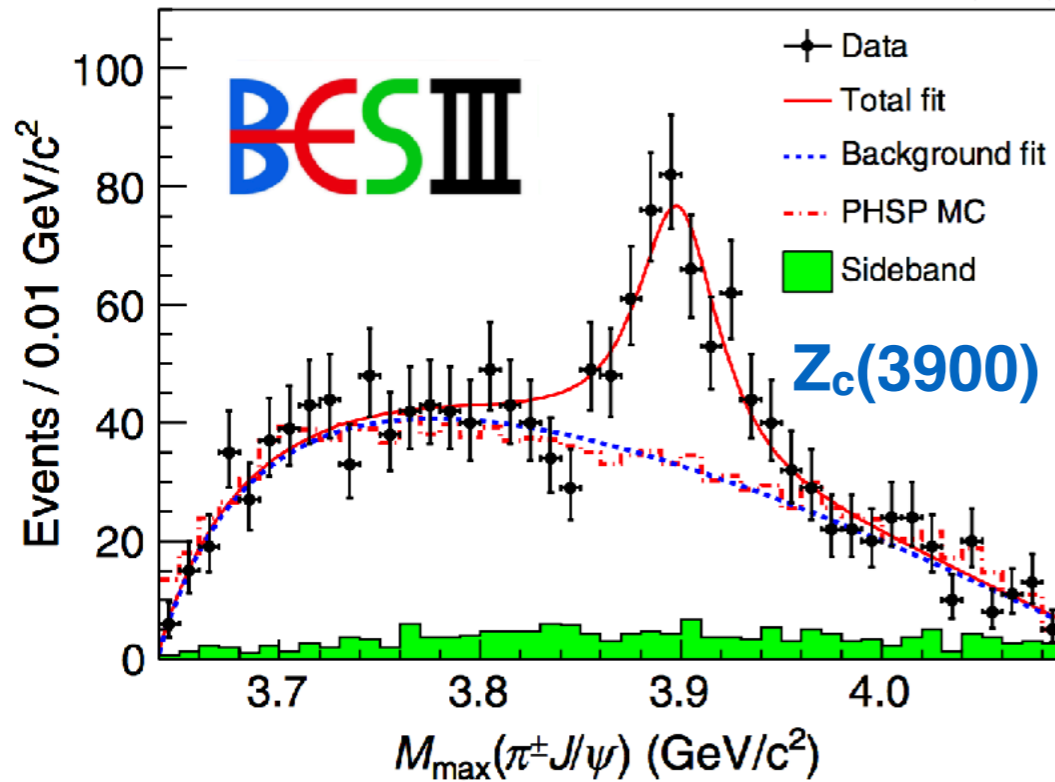 Events / 0.01 GeV/c²
100
80
60
40
20
0
BESIII
Data
Total fit
Background fit
PHSP MC
Sideband
Zc(3900)
3.7 3.8 3.9 4.0
Mmax(π±J/ψ) (GeV/c²)